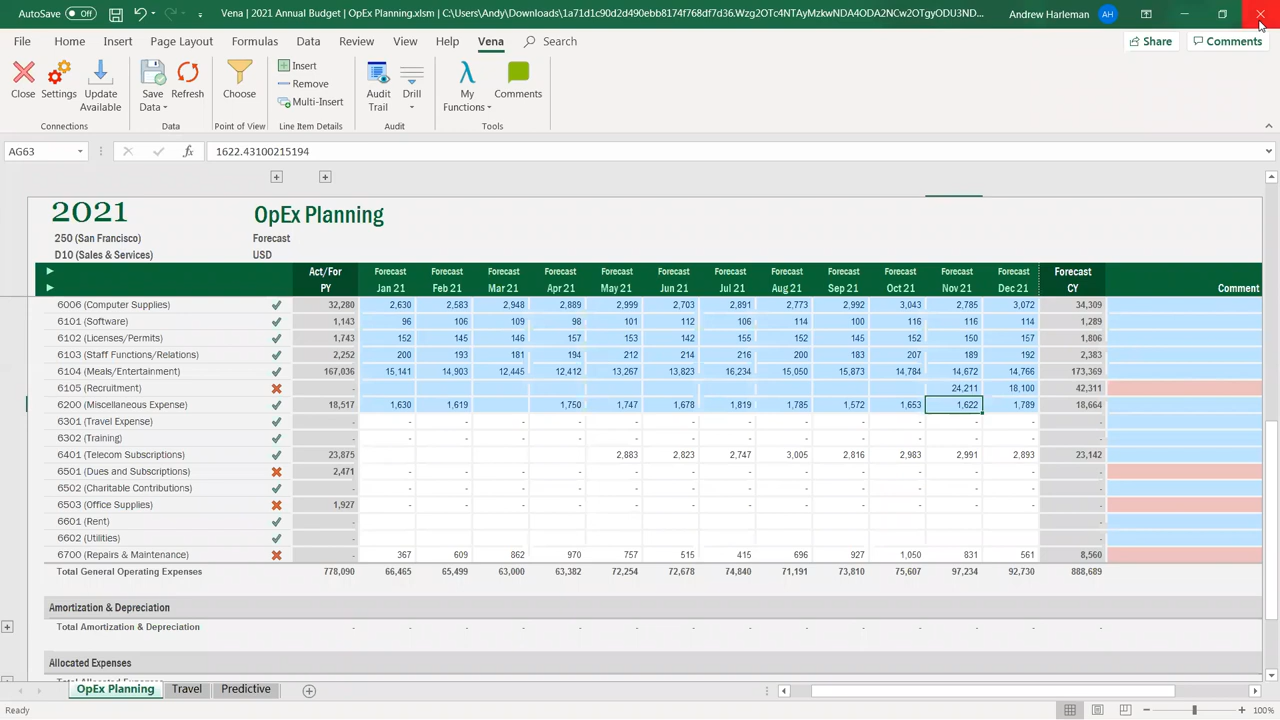 AutoSave Off Vena | 2021 Annual Budget | OpEx Planning.xlsm | C:\Users\Andy\Downloads\1a71d1c90d2d490ebb8174f768df7d36.Wzg2OTc4NTAyMzkwNDA4ODA2NCw2OTgyODU3ND... Andrew Harleman AH
File Home Insert Page Layout Formulas Data Review View Help Vena Search Share Comments
Close Settings Update Available Save Data Refresh Choose Insert Remove Multi-Insert Audit Trail Drill My Functions Comments
Connections Data Point of View Line Item Details Audit Tools
AG63 fx 1622.43100215194
2021 OpEx Planning
250 (San Francisco) Forecast
D10 (Sales & Services) USD
Act/For Forecast Forecast Forecast Forecast Forecast Forecast Forecast Forecast Forecast Forecast Forecast Forecast Forecast
PY Jan 21 Feb 21 Mar 21 Apr 21 May 21 Jun 21 Jul 21 Aug 21 Sep 21 Oct 21 Nov 21 Dec 21 CY Comment
6006 (Computer Supplies) 32,280 2,630 2,583 2,948 2,889 2,999 2,703 2,891 2,773 2,992 3,043 2,785 3,072 34,309
6101 (Software) 1,143 96 106 109 98 101 112 106 114 100 116 116 114 1,289
6102 (Licenses/Permits) 1,743 152 145 146 157 153 142 155 152 142 152 150 157 1,806
6103 (Staff Functions/Relations) 2,252 200 193 181 194 212 214 216 200 183 207 189 192 2,383
6104 (Meals/Entertainment) 167,036 15,141 14,903 12,445 12,412 13,267 13,823 16,234 15,050 15,873 14,784 14,672 14,766 173,369
6105 (Recruitment) - 24,211 18,100 42,311
6200 (Miscellaneous Expense) 18,517 1,630 1,619 1,750 1,747 1,678 1,819 1,785 1,572 1,653 1,622 1,789 18,664
6301 (Travel Expense) - - - - - - - - - - - - - -
6302 (Training) - - - - - - - - - - - - - -
6401 (Telecom Subscriptions) 23,875 2,883 2,823 2,747 3,005 2,816 2,983 2,991 2,893 23,142
6501 (Dues and Subscriptions) 2,471 - - - - - - - - - - - - -
6502 (Charitable Contributions) - -
6503 (Office Supplies) 1,927 - - - - - - - - - - - - -
6601 (Rent) - -
6602 (Utilities) - -
6700 (Repairs & Maintenance) - 367 609 862 970 757 515 415 696 927 1,050 831 561 8,560
Total General Operating Expenses 778,090 66,465 65,499 63,000 63,382 72,254 72,678 74,840 71,191 73,810 75,607 97,234 92,730 888,689
Amortization & Depreciation
Total Amortization & Depreciation - - - - - - - - - - - - - -
Allocated Expenses
OpEx Planning Travel Predictive
Ready 100%